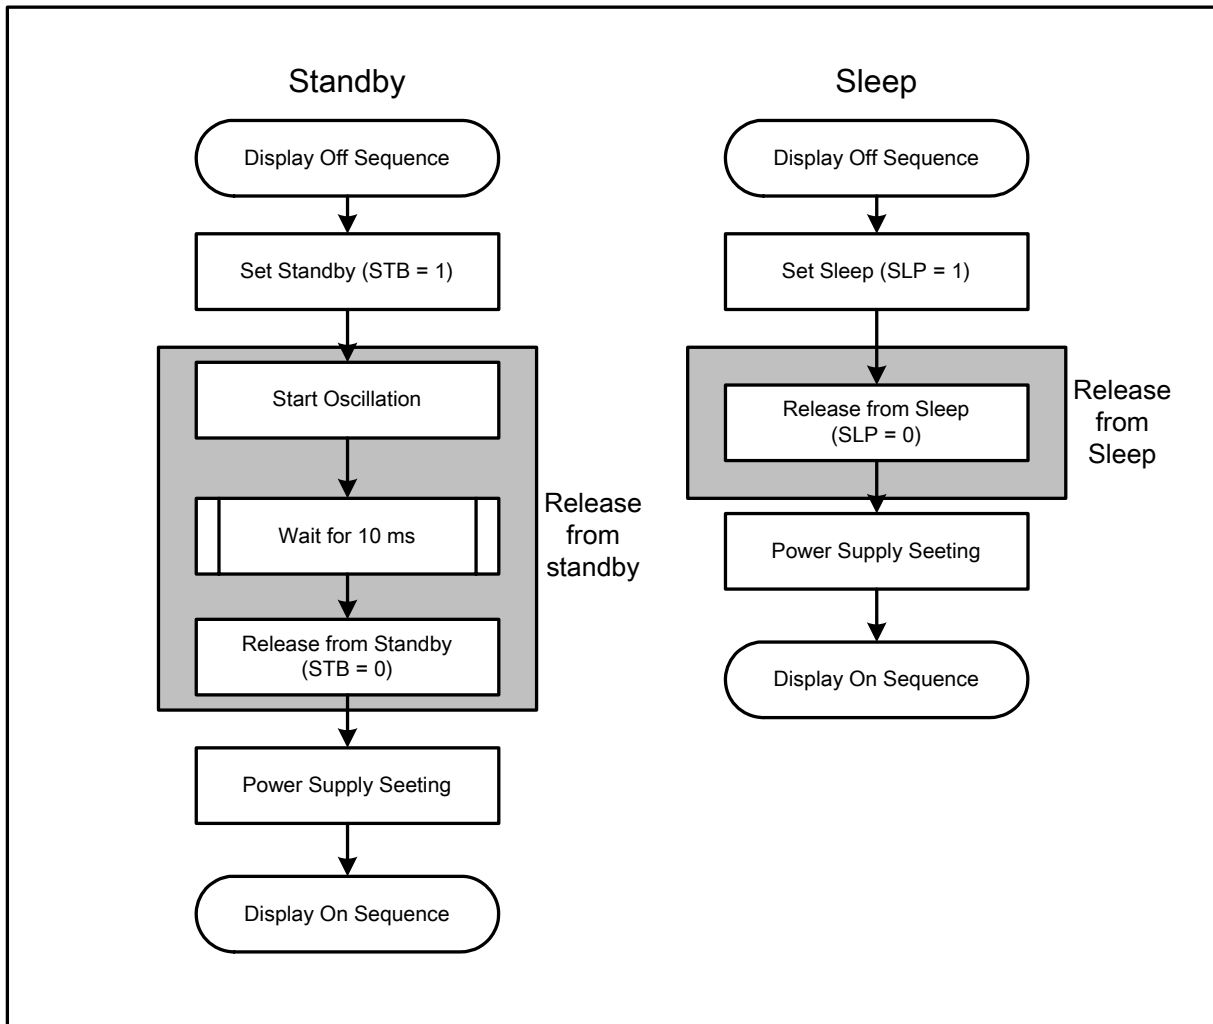 Standby
Display Off Sequence
Set Standby (STB = 1)
Start Oscillation
Wait for 10 ms
Release from Standby
(STB = 0)
Release
from
standby
Power Supply Seeting
Display On Sequence
Sleep
Display Off Sequence
Set Sleep (SLP = 1)
Release from Sleep
(SLP = 0)
Release
from
Sleep
Power Supply Seeting
Display On Sequence